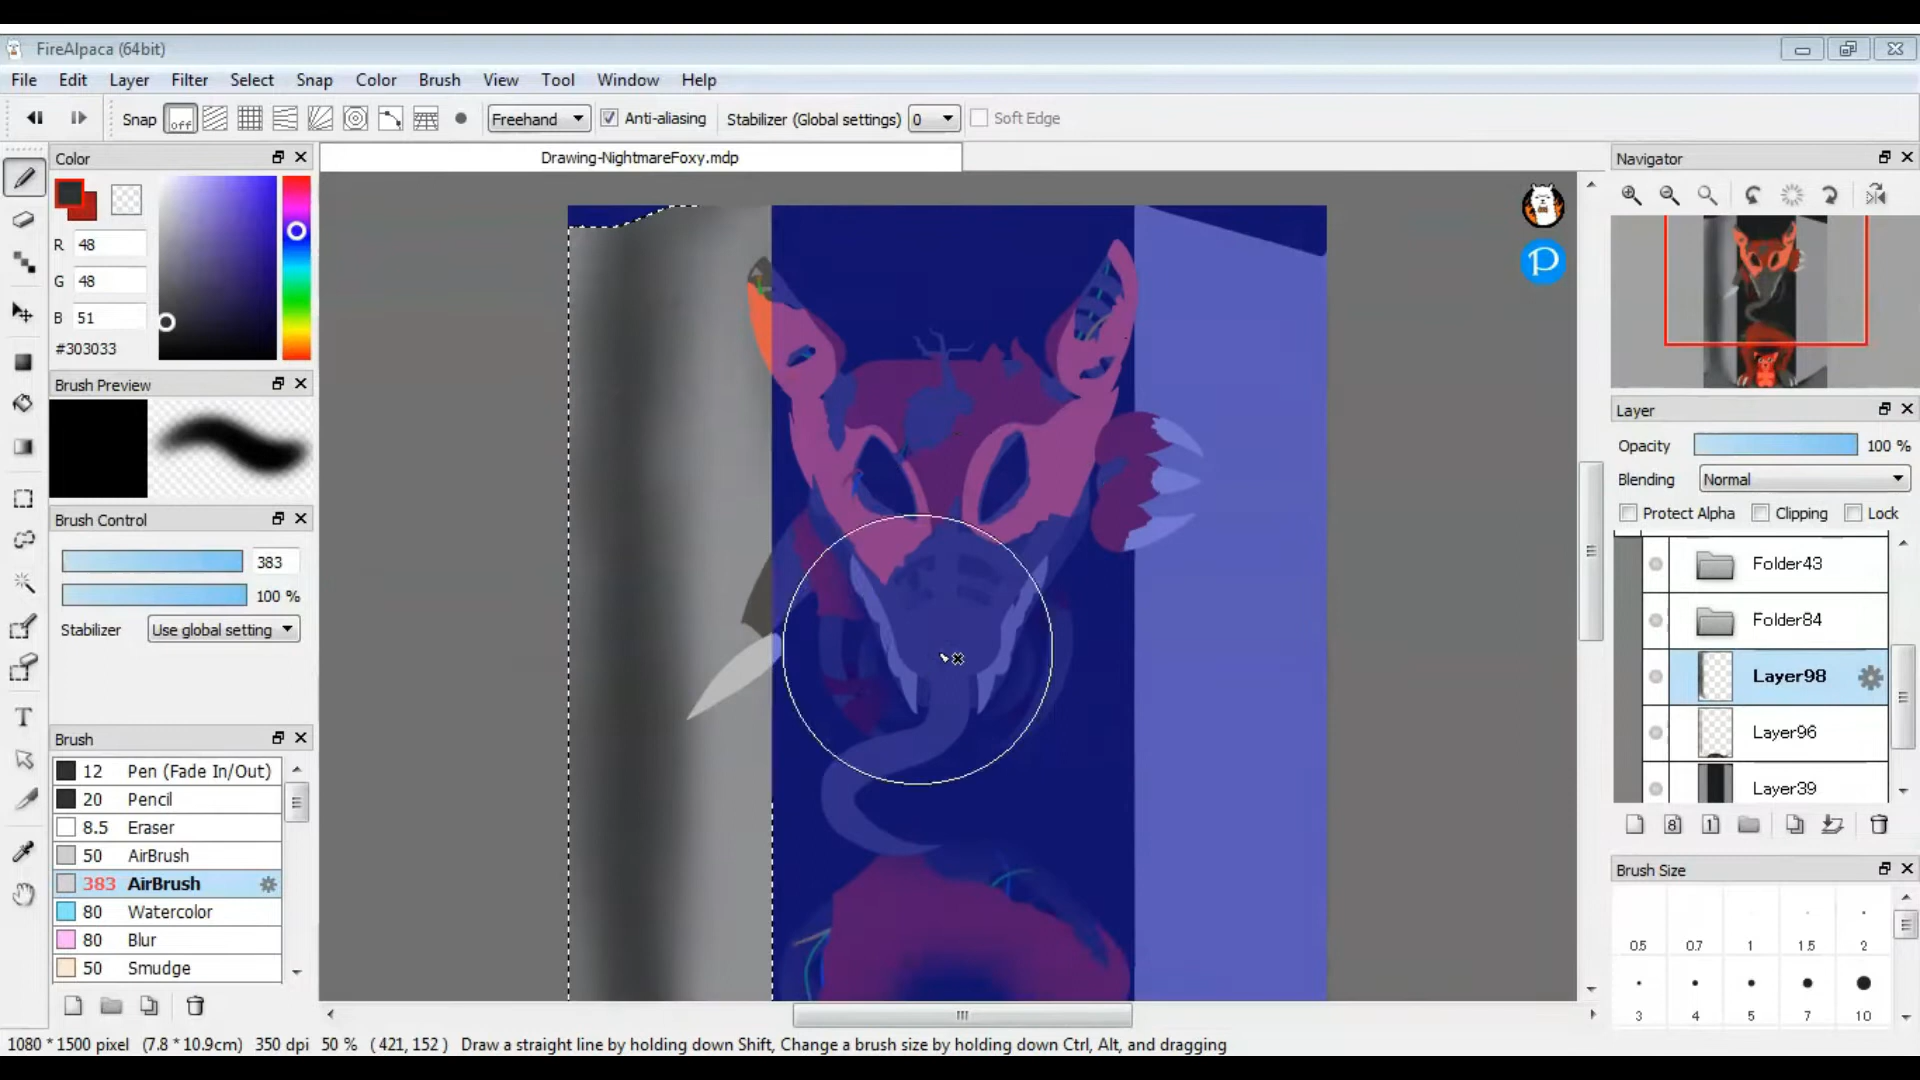 FireAlpaca (64bit)
File Edit Layer Filter Select Snap Color Brush View Tool Window Help
Snap off Freehand Anti-aliasing Stabilizer (Global settings) 0 Soft Edge
Color
Drawing-NightmareFoxy.mdp
Navigator
R 48
G 48
B 51
#303033
Brush Preview
Layer
Opacity 100 %
Blending Normal
Protect Alpha Clipping Lock
Brush Control
383
100 %
Stabilizer Use global setting
Folder43
Folder84
Layer98
Layer96
Layer39
8 1
T
P
Brush
12 Pen (Fade In/Out)
20 Pencil
8.5 Eraser
50 AirBrush
383 AirBrush
80 Watercolor
80 Blur
50 Smudge
Brush Size
0.5 0.7 1 1.5 2
3 4 5 7 10
1080 * 1500 pixel (7.8 * 10.9cm) 350 dpi 50 % ( 421, 152 ) Draw a straight line by holding down Shift, Change a brush size by holding down Ctrl, Alt, and dragging